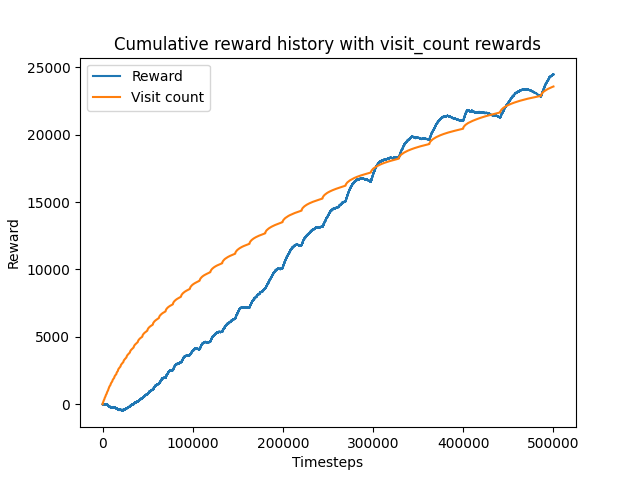 Cumulative reward history with visit_count rewards
Reward
Visit count
25000
20000
15000
10000
5000
0
Reward
0 100000 200000 300000 400000 500000
Timesteps